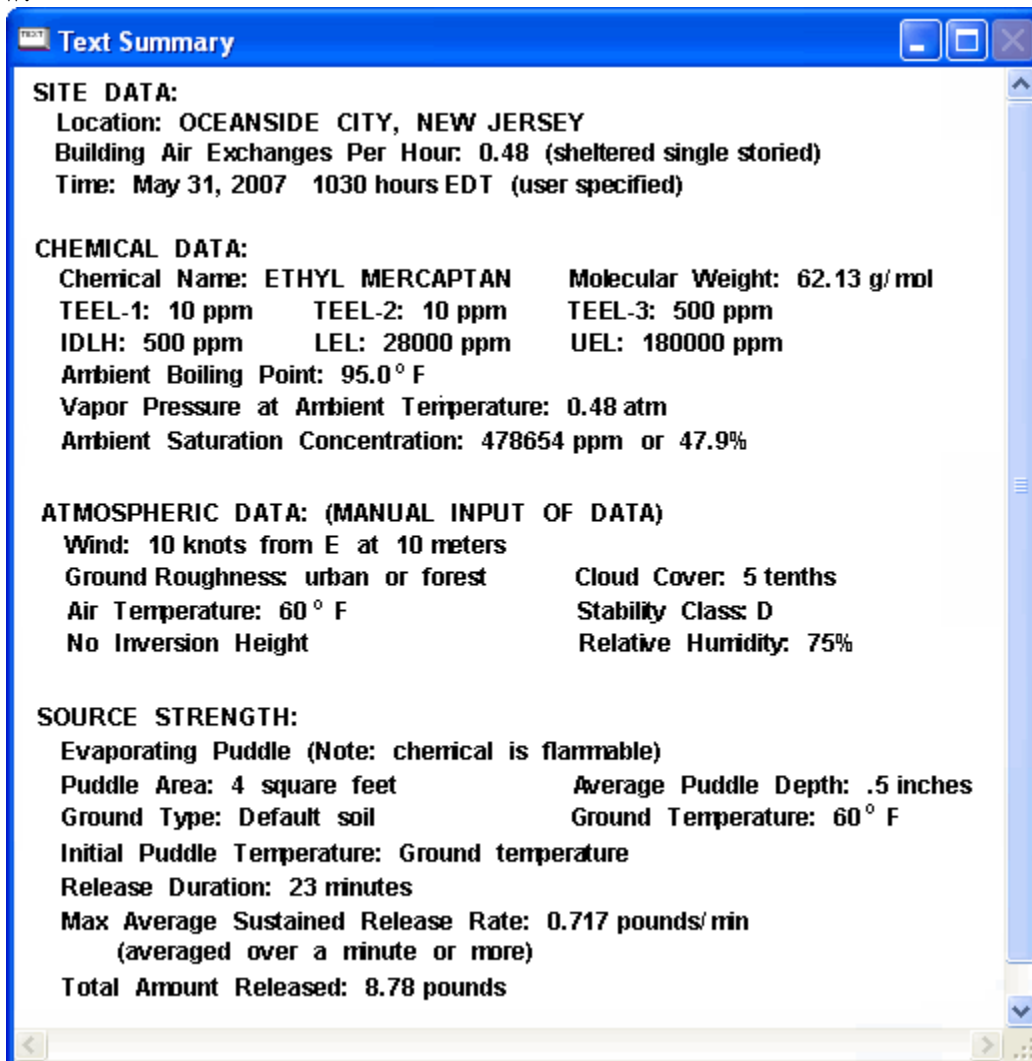 Text Summary
SITE DATA:
Location: OCEANSIDE CITY, NEW JERSEY
Building Air Exchanges Per Hour: 0.48 (sheltered single storied)
Time: May 31, 2007 1030 hours EDT (user specified)
CHEMICAL DATA:
Chemical Name: ETHYL MERCAPTAN Molecular Weight: 62.13 g/mol
TEEL-1: 10 ppm TEEL-2: 10 ppm TEEL-3: 500 ppm
IDLH: 500 ppm LEL: 28000 ppm UEL: 180000 ppm
Ambient Boiling Point: 95.0° F
Vapor Pressure at Ambient Temperature: 0.48 atm
Ambient Saturation Concentration: 478654 ppm or 47.9%
ATMOSPHERIC DATA: (MANUAL INPUT OF DATA)
Wind: 10 knots from E at 10 meters
Ground Roughness: urban or forest Cloud Cover: 5 tenths
Air Temperature: 60° F Stability Class: D
No Inversion Height Relative Humidity: 75%
SOURCE STRENGTH:
Evaporating Puddle (Note: chemical is flammable)
Puddle Area: 4 square feet Average Puddle Depth: .5 inches
Ground Type: Default soil Ground Temperature: 60° F
Initial Puddle Temperature: Ground temperature
Release Duration: 23 minutes
Max Average Sustained Release Rate: 0.717 pounds/min
(averaged over a minute or more)
Total Amount Released: 8.78 pounds